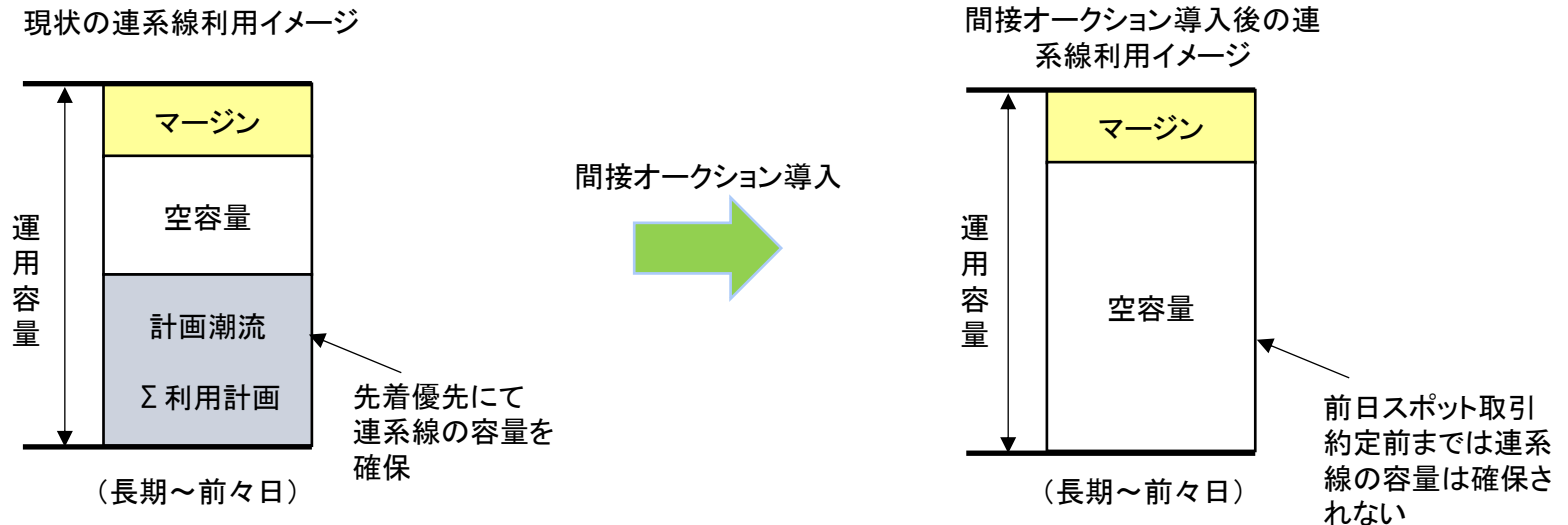 現状の連系線利用イメージ
マージン
空容量
計画潮流
Σ利用計画
運
用
容
量
先着優先にて
連系線の容量を
確保
（長期～前々日）
間接オークション導入
間接オークション導入後の連
系線利用イメージ
マージン
空容量
運
用
容
量
前日スポット取引
約定前までは連系
線の容量は確保さ
れない
（長期～前々日）